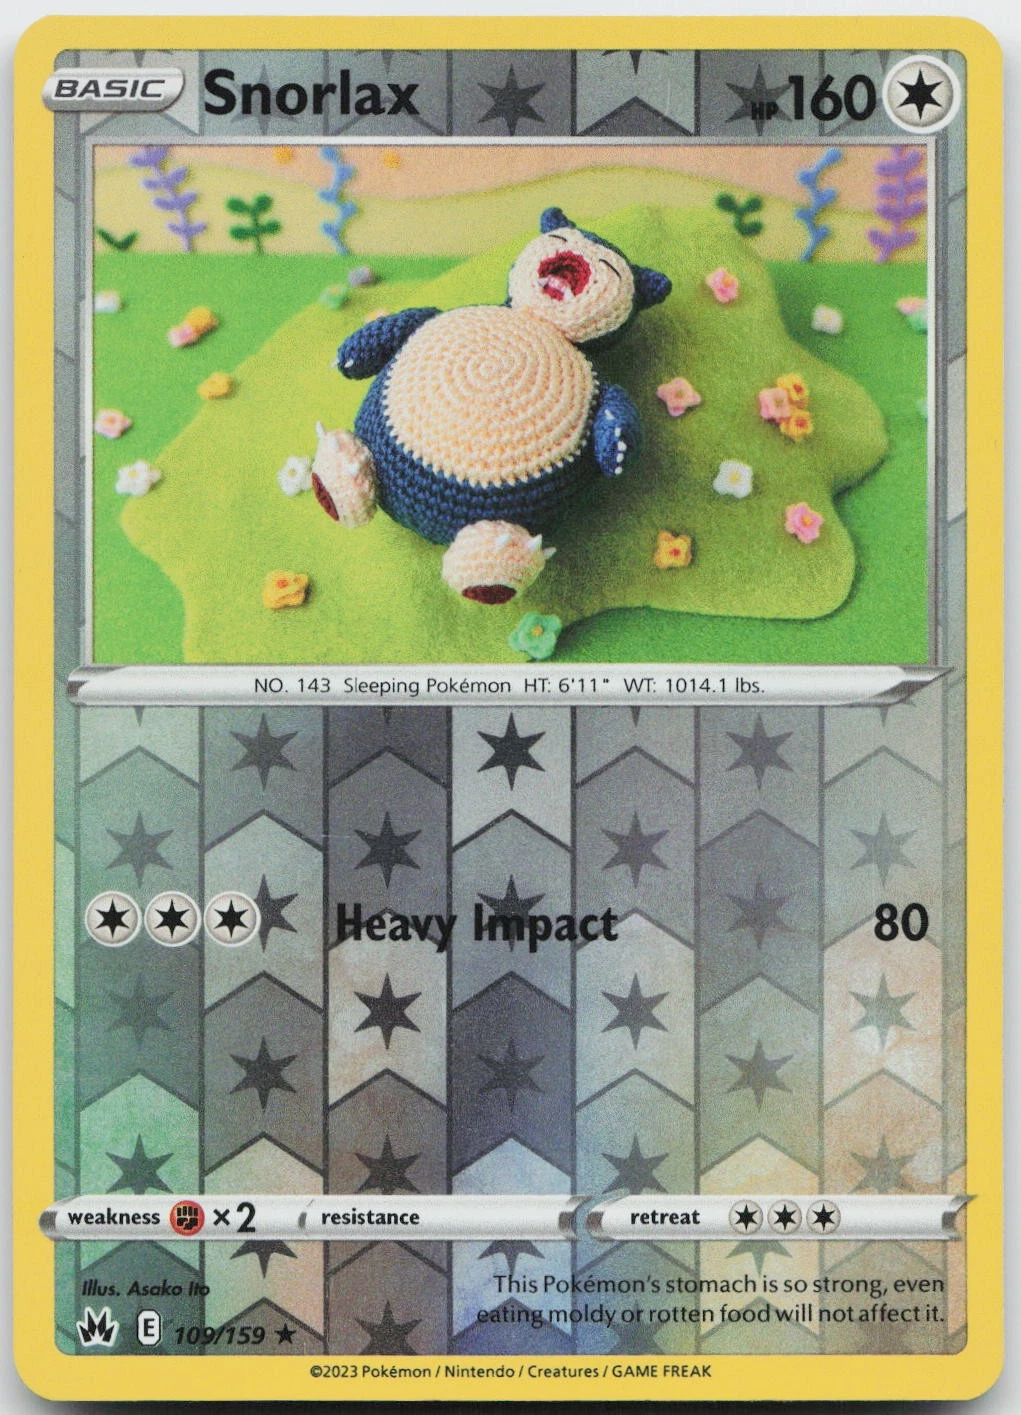 BASIC Snorlax HP 160
NO. 143 Sleeping Pokémon HT: 6'11" WT: 1014.1 lbs.
Heavy Impact 80
weakness ×2 resistance retreat
Illus. Asako Ito
This Pokémon's stomach is so strong, even
eating moldy or rotten food will not affect it.
E 109/159 ★
©2023 Pokémon / Nintendo / Creatures / GAME FREAK